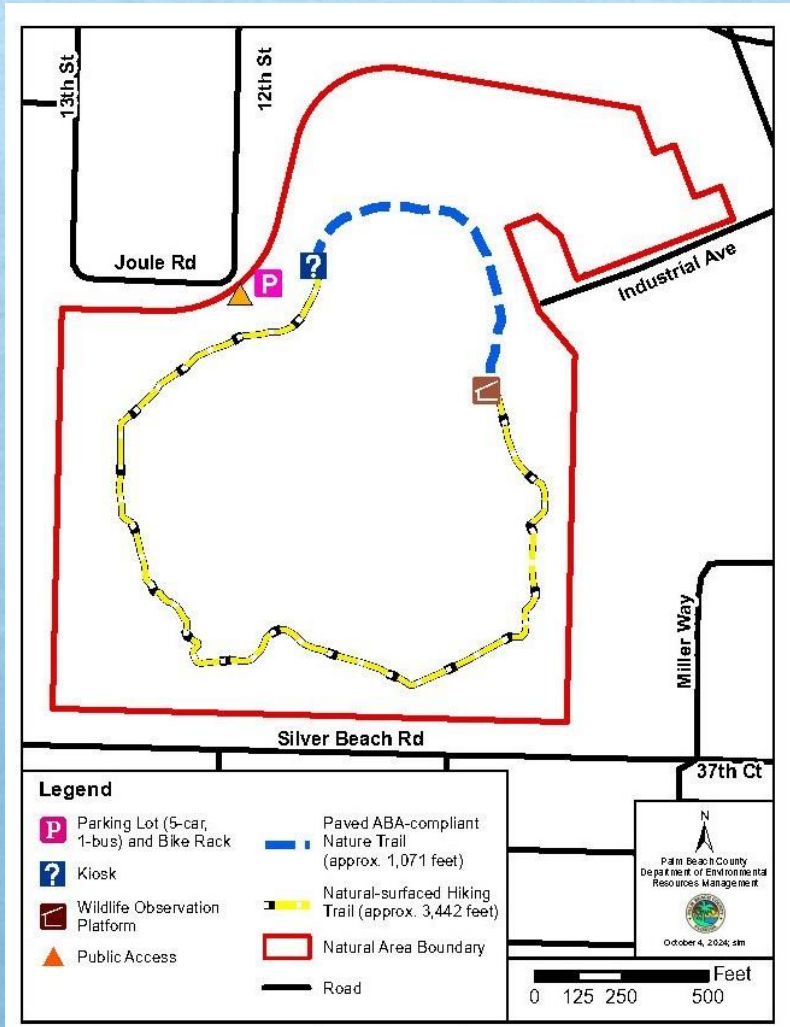 13th St
12th St
Joule Rd
P
?
Industrial Ave
Miller Way
Silver Beach Rd
37th Ct
Legend
P
Parking Lot (5-car,
1-bus) and Bike Rack
?
Kiosk
Wildlife Observation
Platform
Public Access
Paved ABA-compliant
Nature Trail
(approx. 1,071 feet)
Natural-surfaced Hiking
Trail (approx. 3,442 feet)
Natural Area Boundary
Road
N
Palm Beach County
Department of Environmental
Resources Management
October 4, 2024; slm
Feet
0 125 250 500